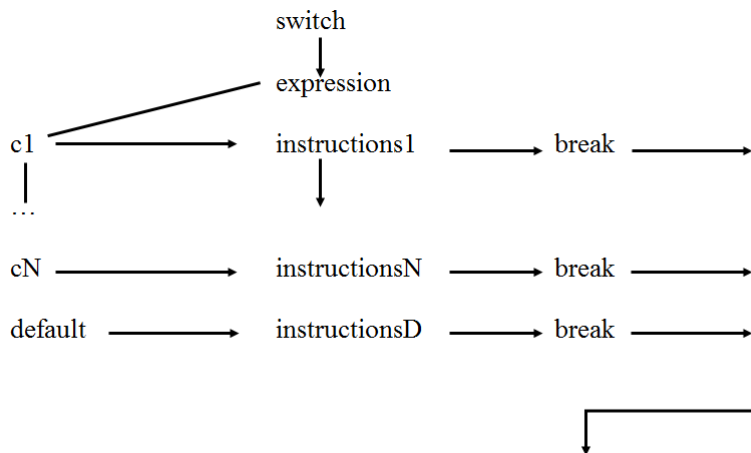 switch
expression
c1 instructions1 break
...
cN instructionsN break
default instructionsD break